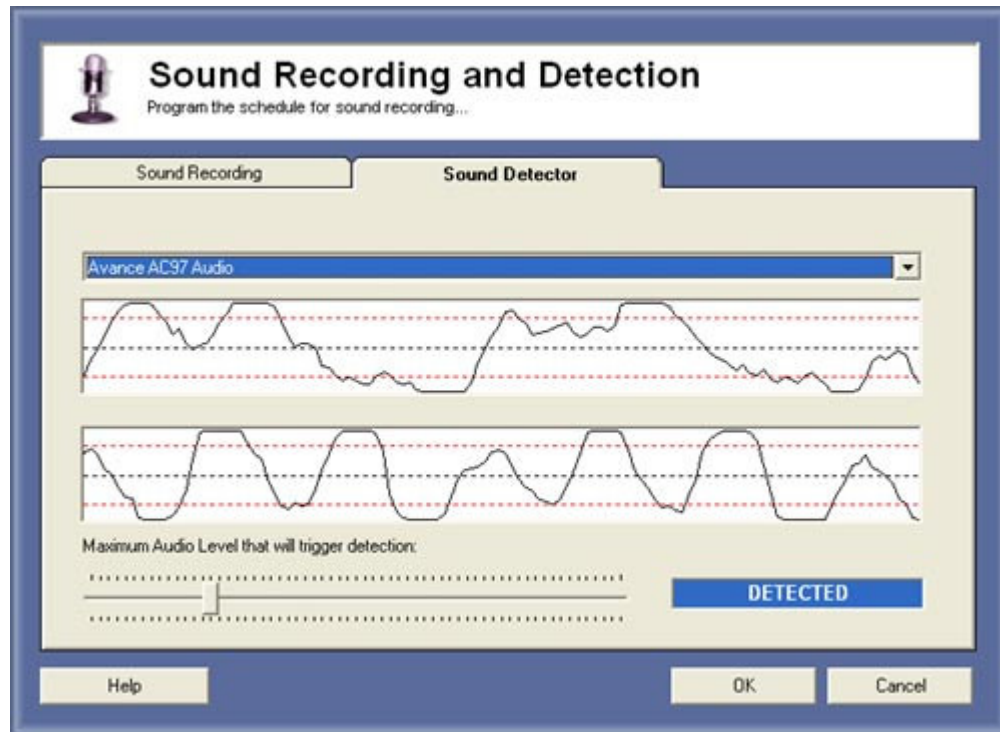 Sound Recording and Detection
Program the schedule for sound recording...
Sound Recording
Sound Detector
Avance AC97 Audio
Maximum Audio Level that will trigger detection:
DETECTED
Help
OK
Cancel